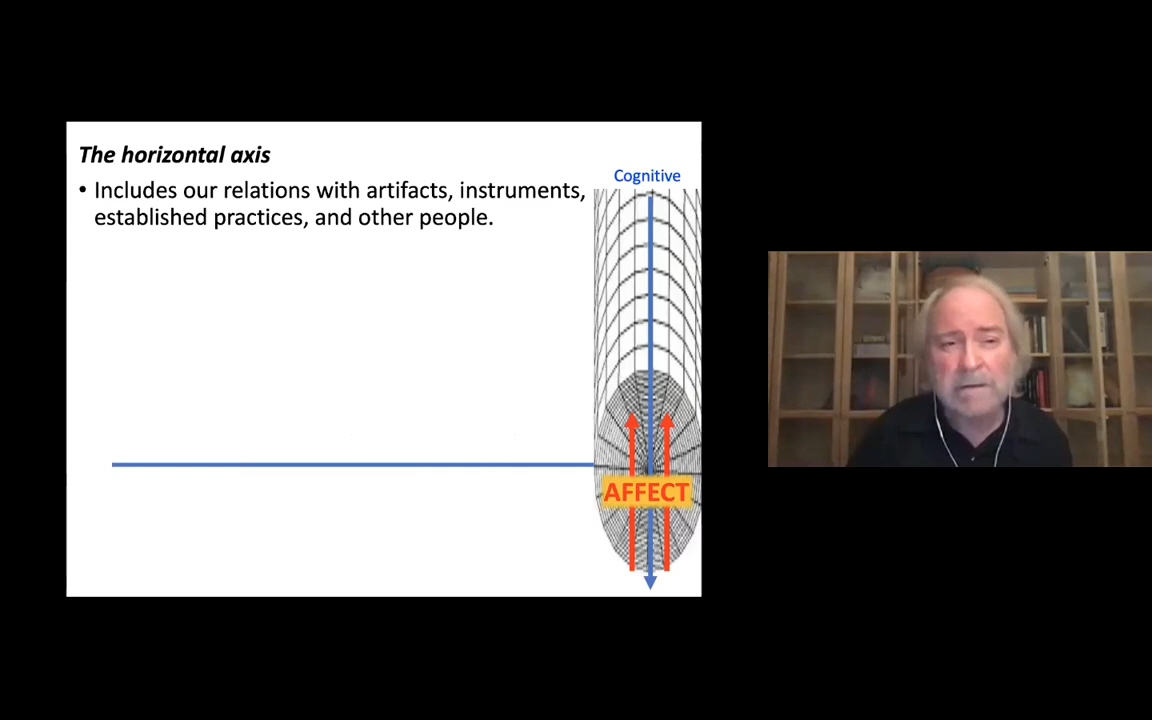 The horizontal axis
• Includes our relations with artifacts, instruments,
established practices, and other people.
Cognitive
AFFECT